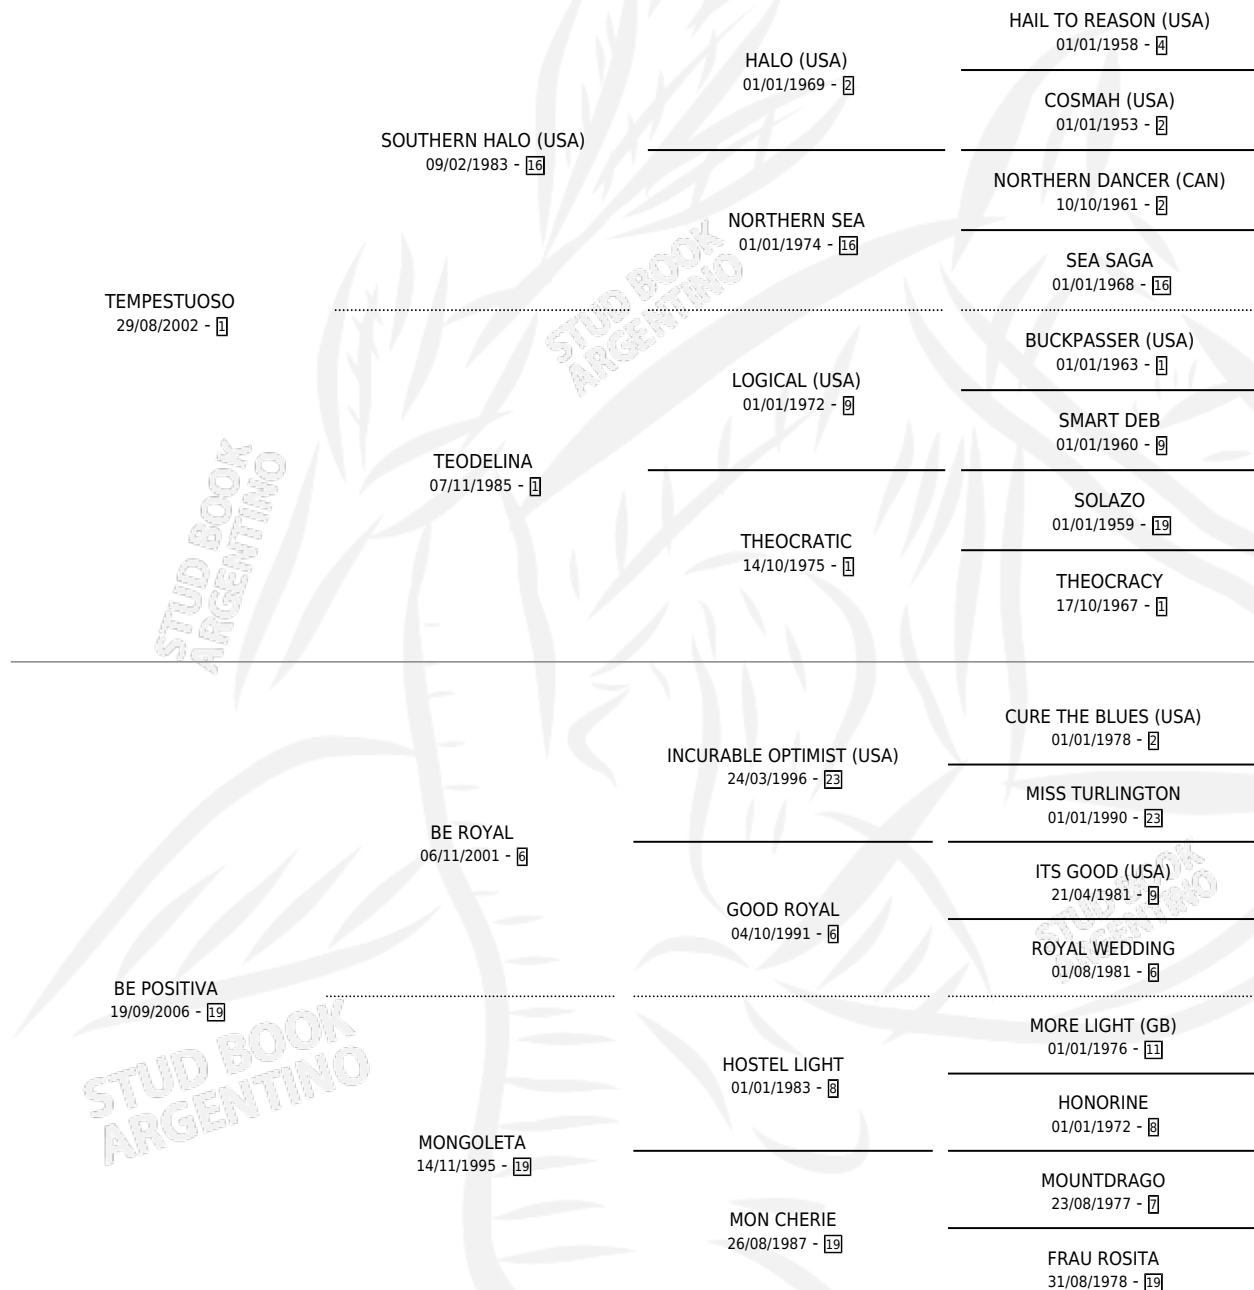 HAIL TO REASON (USA)
01/01/1958 - 4
HALO (USA)
01/01/1969 - 2
COSMAH (USA)
01/01/1953 - 2
SOUTHERN HALO (USA)
09/02/1983 - 16
NORTHERN DANCER (CAN)
10/10/1961 - 2
NORTHERN SEA
01/01/1974 - 16
SEA SAGA
01/01/1968 - 16
TEMPESTUOSO
29/08/2002 - 1
STUD BOOK
ARGENTINO
BUCKPASSER (USA)
01/01/1963 - 1
LOGICAL (USA)
01/01/1972 - 9
SMART DEB
01/01/1960 - 9
TEODELINA
07/11/1985 - 1
SOLAZO
01/01/1959 - 19
THEOCRATIC
14/10/1975 - 1
THEOCRACY
17/10/1967 - 1
STUD BOOK
ARGENTINO
CURE THE BLUES (USA)
01/01/1978 - 2
INCURABLE OPTIMIST (USA)
24/03/1996 - 23
MISS TURLINGTON
01/01/1990 - 23
BE ROYAL
06/11/2001 - 6
ITS GOOD (USA)
21/04/1981 - 9
GOOD ROYAL
04/10/1991 - 6
ROYAL WEDDING
01/08/1981 - 6
STUD BOOK
ARGENTINO
BE POSITIVA
19/09/2006 - 19
STUD BOOK
ARGENTINO
MORE LIGHT (GB)
01/01/1976 - 11
HOSTEL LIGHT
01/01/1983 - 8
HONORINE
01/01/1972 - 8
MONGOLETA
14/11/1995 - 19
MOUNTDRAGO
23/08/1977 - 7
MON CHERIE
26/08/1987 - 19
FRAU ROSITA
31/08/1978 - 19